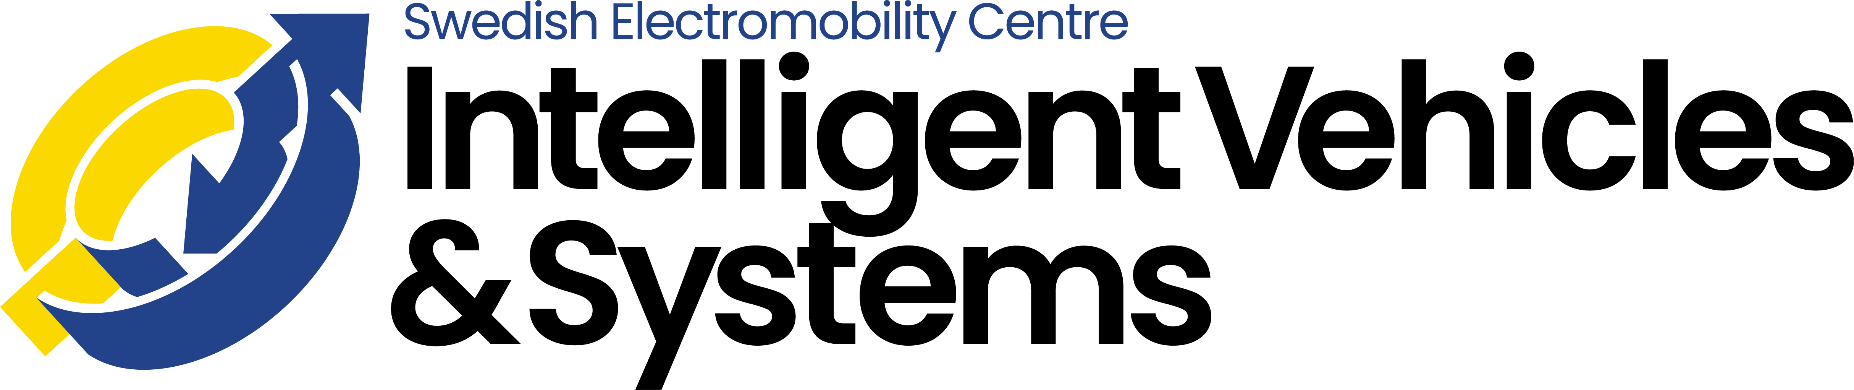 Swedish Electromobility Centre
Intelligent Vehicles
& Systems